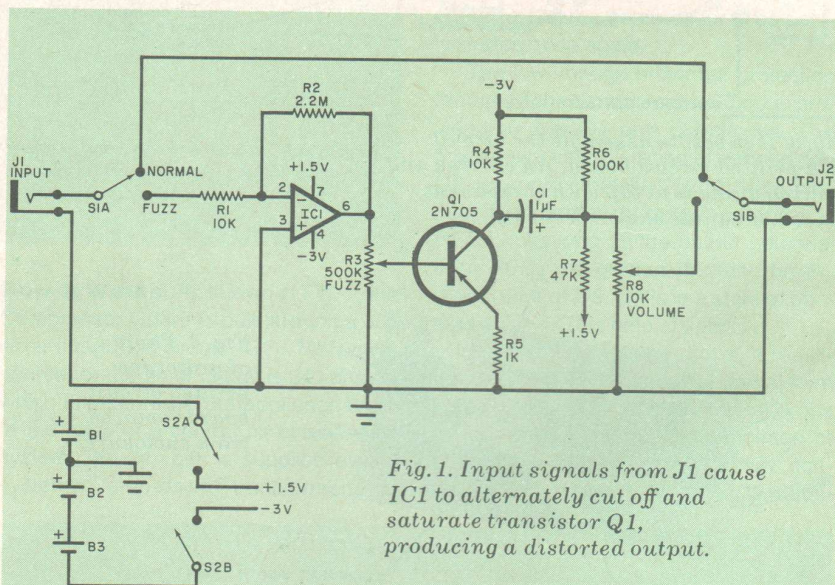 R2
2.2M
-3V
J1
INPUT
NORMAL
S1A
FUZZ
R1
10K
+1.5V
2
7
-
IC1
6
3
+
4
-3V
R3
500K
FUZZ
Q1
2N705
R4
10K
R6
100K
C1
1µF
+
R7
47K
+1.5V
R8
10K
VOLUME
R5
1K
J2
OUTPUT
S1B
+
B1
+
B2
+
B3
S2A
+1.5V
-3V
S2B
Fig. 1. Input signals from J1 cause
IC1 to alternately cut off and
saturate transistor Q1,
producing a distorted output.